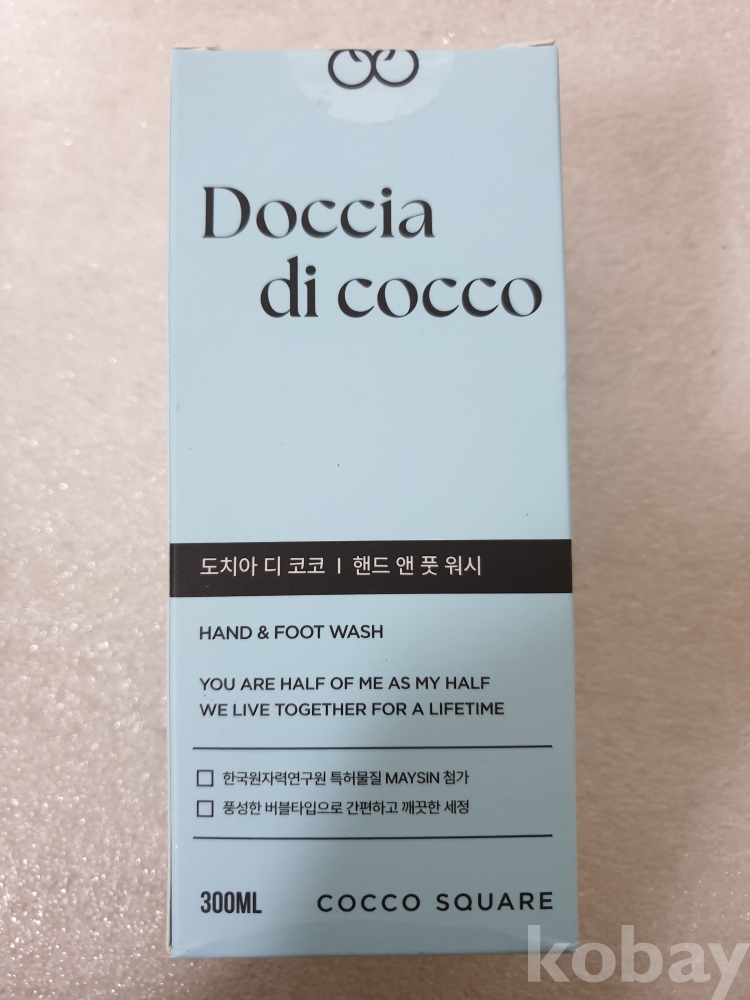 Doccia
di cocco
도치아 디 코코 I 핸드 앤 풋 워시
HAND & FOOT WASH
YOU ARE HALF OF ME AS MY HALF
WE LIVE TOGETHER FOR A LIFETIME
한국원자력연구원 특허물질 MAYSIN 첨가
풍성한 버블타입으로 간편하고 깨끗한 세정
300ML COCCO SQUARE
kobay